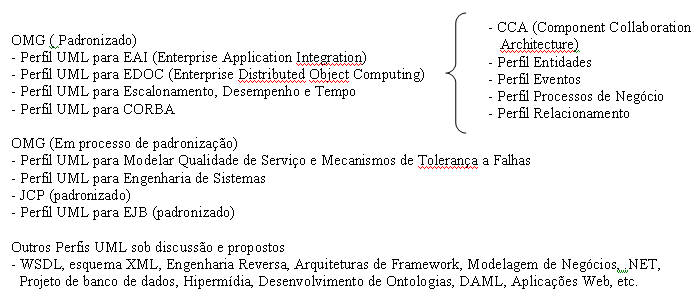 OMG ( Padronizado)
- Perfil UML para EAI (Enterprise Application Integration)
- Perfil UML para EDOC (Enterprise Distributed Object Computing)
- Perfil UML para Escalonamento, Desempenho e Tempo
- Perfil UML para CORBA
- CCA (Component Collaboration
Architecture)
- Perfil Entidades
- Perfil Eventos
- Perfil Processos de Negócio
- Perfil Relacionamento
OMG (Em processo de padronização)
- Perfil UML para Modelar Qualidade de Serviço e Mecanismos de Tolerança a Falhas
- Perfil UML para Engenharia de Sistemas
- JCP (padronizado)
- Perfil UML para EJB (padronizado)
Outros Perfis UML sob discussão e propostos
- WSDL, esquema XML, Engenharia Reversa, Arquiteturas de Framework, Modelagem de Negócios, .NET,
Projeto de banco de dados, Hipermídia, Desenvolvimento de Ontologias, DAML, Aplicações Web, etc.